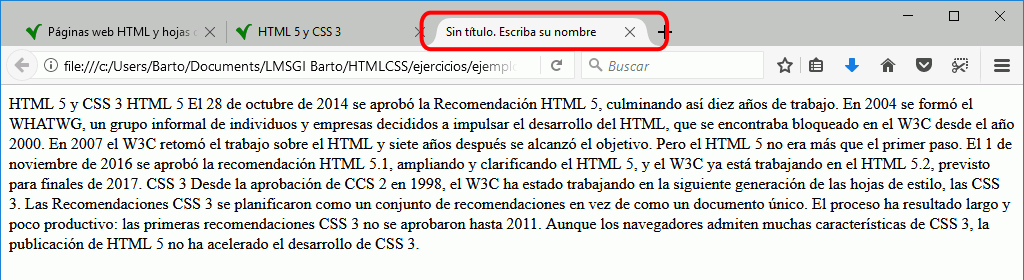 Páginas web HTML y hojas d
HTML 5 y CSS 3
Sin título. Escriba su nombre
file:///c:/Users/Barto/Documents/LMSGI Barto/HTMLCSS/ejercicios/ejemplo
Buscar
HTML 5 y CSS 3 HTML 5 El 28 de octubre de 2014 se aprobó la Recomendación HTML 5, culminando así diez años de trabajo. En 2004 se formó el
WHATWG, un grupo informal de individuos y empresas decididos a impulsar el desarrollo del HTML, que se encontraba bloqueado en el W3C desde el año
2000. En 2007 el W3C retomó el trabajo sobre el HTML y siete años después se alcanzó el objetivo. Pero el HTML 5 no era más que el primer paso. El 1 de
noviembre de 2016 se aprobó la recomendación HTML 5.1, ampliando y clarificando el HTML 5, y el W3C ya está trabajando en el HTML 5.2, previsto
para finales de 2017. CSS 3 Desde la aprobación de CCS 2 en 1998, el W3C ha estado trabajando en la siguiente generación de las hojas de estilo, las CSS
3. Las Recomendaciones CSS 3 se planificaron como un conjunto de recomendaciones en vez de como un documento único. El proceso ha resultado largo y
poco productivo: las primeras recomendaciones CSS 3 no se aprobaron hasta 2011. Aunque los navegadores admiten muchas características de CSS 3, la
publicación de HTML 5 no ha acelerado el desarrollo de CSS 3.